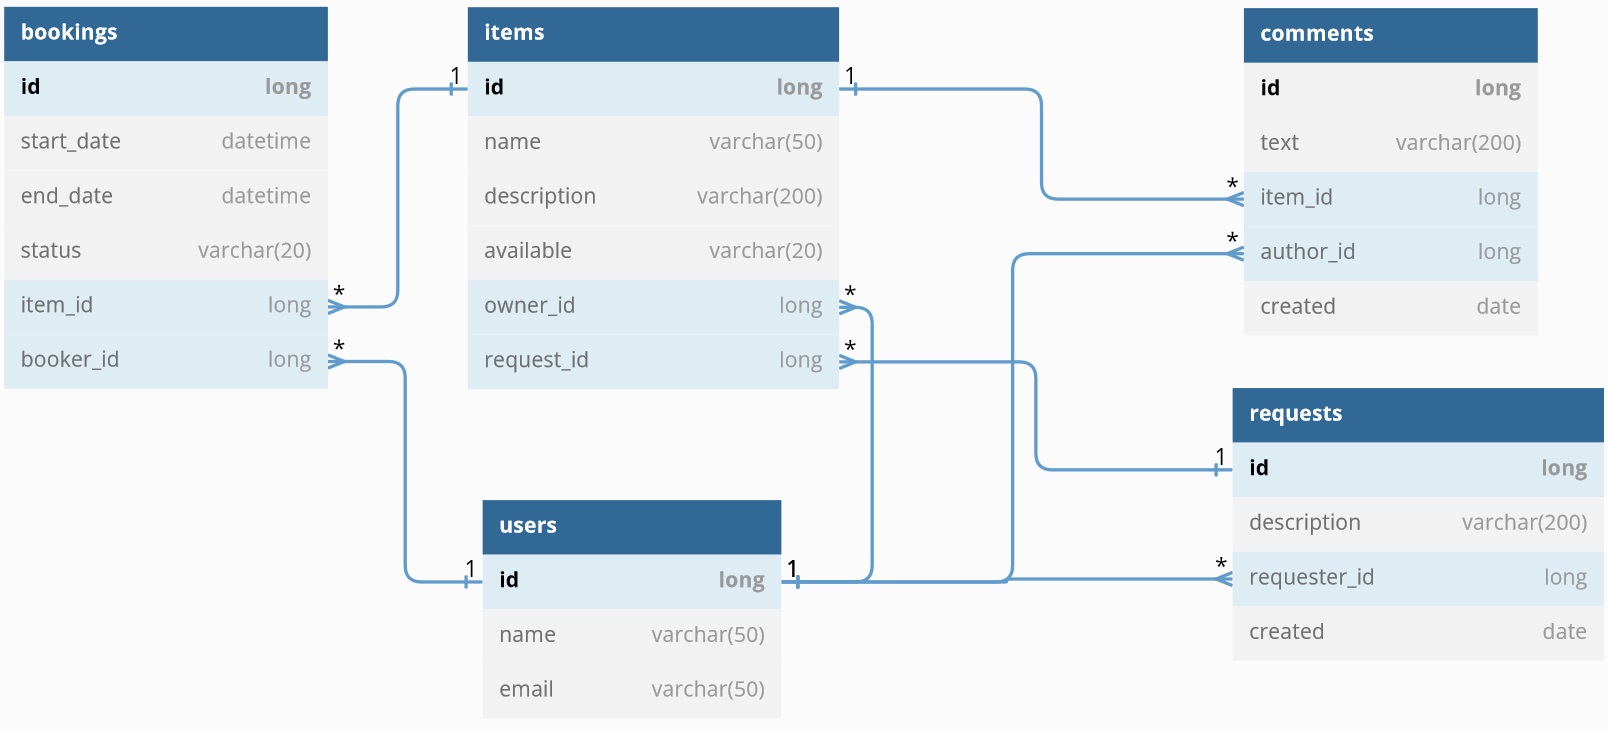 bookings
id long
start_date datetime
end_date datetime
status varchar(20)
item_id long *
booker_id long *
1 items 1
id long
name varchar(50)
description varchar(200)
available varchar(20)
owner_id long *
request_id long *
comments
id long
text varchar(200)
* item_id long
* author_id long
created date
users
1 id long 1
name varchar(50)
email varchar(50)
requests
1 id long
description varchar(200)
* requester_id long
created date